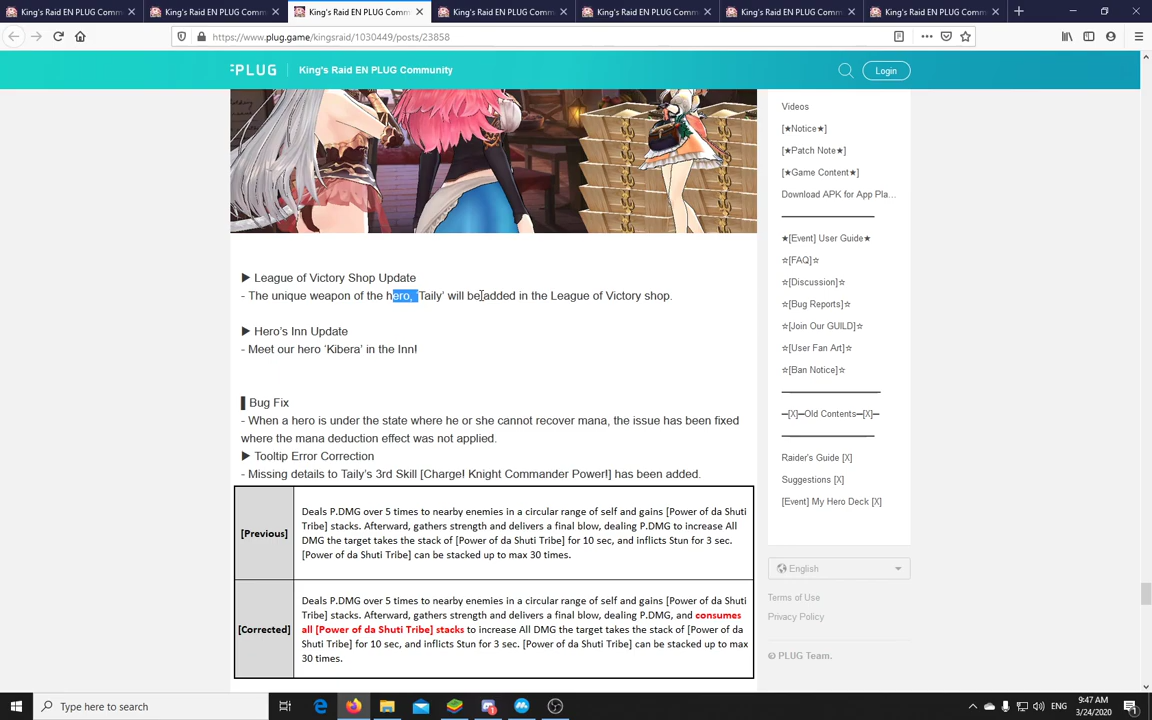 King's Raid EN PLUG Comm
King's Raid EN PLUG Commu
King's Raid EN PLUG Commu
King's Raid EN PLUG Commu
King's Raid EN PLUG Commu
King's Raid EN PLUG Commu
King's Raid EN PLUG Commu
https://www.plug.game/kingsraid/1030449/posts/23858
PLUG King's Raid EN PLUG Community
Login
▶ League of Victory Shop Update
- The unique weapon of the hero, 'Taily' will be added in the League of Victory shop.
▶ Hero's Inn Update
- Meet our hero 'Kibera' in the Inn!
▌Bug Fix
- When a hero is under the state where he or she cannot recover mana, the issue has been fixed
where the mana deduction effect was not applied.
▶ Tooltip Error Correction
- Missing details to Taily's 3rd Skill [Charge! Knight Commander Power!] has been added.
[Previous]
Deals P.DMG over 5 times to nearby enemies in a circular range of self and gains [Power of da Shuti
Tribe] stacks. Afterward, gathers strength and delivers a final blow, dealing P.DMG to increase All
DMG the target takes the stack of [Power of da Shuti Tribe] for 10 sec, and inflicts Stun for 3 sec.
[Power of da Shuti Tribe] can be stacked up to max 30 times.
[Corrected]
Deals P.DMG over 5 times to nearby enemies in a circular range of self and gains [Power of da Shuti
Tribe] stacks. Afterward, gathers strength and delivers a final blow, dealing P.DMG, and consumes
all [Power of da Shuti Tribe] stacks to increase All DMG the target takes the stack of [Power of da
Shuti Tribe] for 10 sec, and inflicts Stun for 3 sec. [Power of da Shuti Tribe] can be stacked up to max
30 times.
Videos
[★Notice★]
[★Patch Note★]
[★Game Content★]
Download APK for App Pla...
★[Event] User Guide★
☆[FAQ]☆
☆[Discussion]☆
☆[Bug Reports]☆
☆[Join Our GUILD]☆
☆[User Fan Art]☆
☆[Ban Notice]☆
━[X]━Old Contents━[X]━
Raider's Guide [X]
Suggestions [X]
[Event] My Hero Deck [X]
English
Terms of Use
Privacy Policy
© PLUG Team.
Type here to search
ENG
9:47 AM
3/24/2020
1